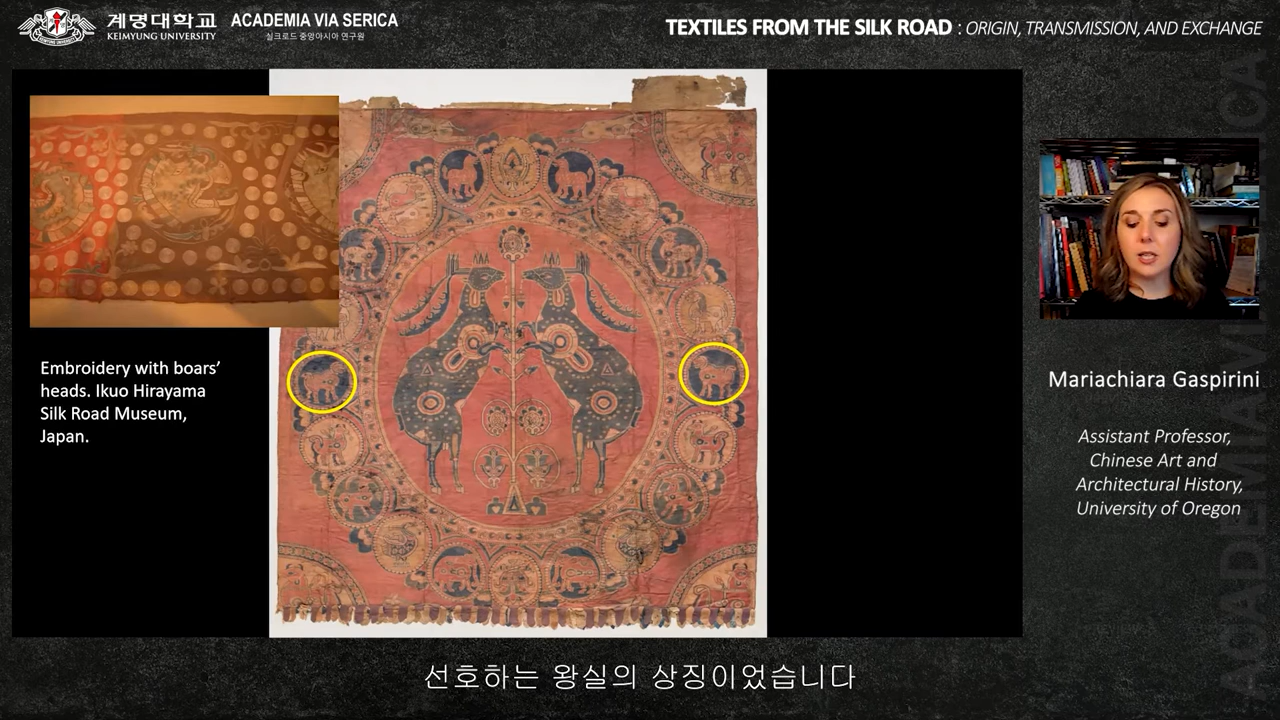 계명대학교
KEIMYUNG UNIVERSITY
ACADEMIA VIA SERICA
실크로드 중앙아시아 연구원
TEXTILES FROM THE SILK ROAD : ORIGIN, TRANSMISSION, AND EXCHANGE
Embroidery with boars’
heads. Ikuo Hirayama
Silk Road Museum,
Japan.
Mariachiara Gaspirini
Assistant Professor,
Chinese Art and
Architectural History,
University of Oregon
ACADEMIA VIA SERICA
선호하는 왕실의 상징이었습니다